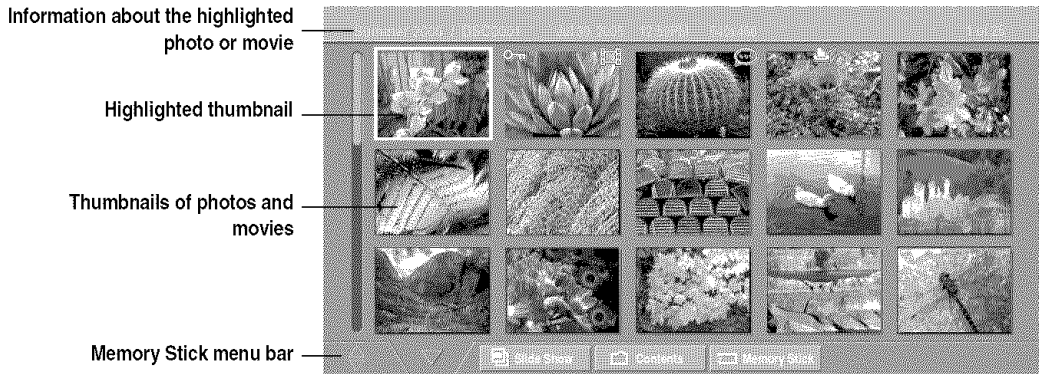 Information about the highlighted
photo or movie
Highlighted thumbnail
Thumbnails of photos and
movies
Memory Stick menu bar
Slide Show
Contents
Memory Stick